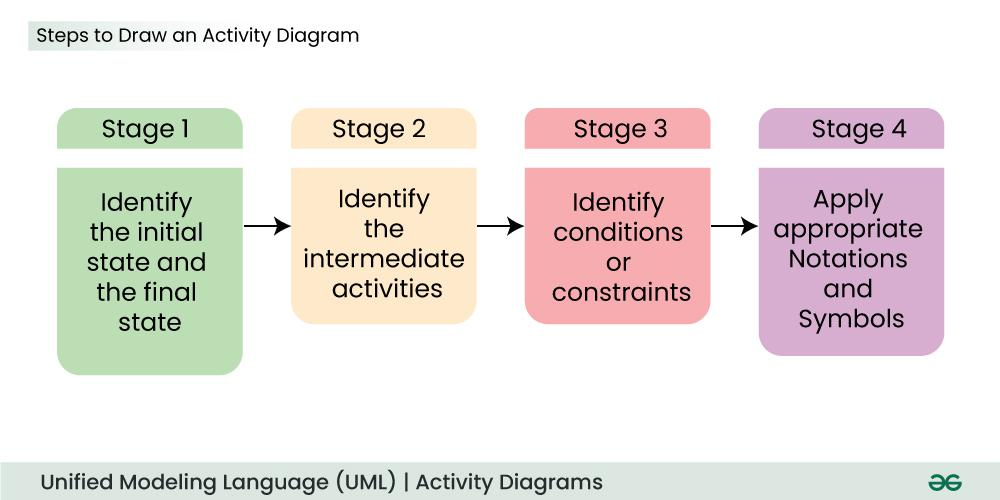 Steps to Draw an Activity Diagram
Stage 1
Identify
the initial
state and
the final
state
Stage 2
Identify
the
intermediate
activities
Stage 3
Identify
conditions
or
constraints
Stage 4
Apply
appropriate
Notations
and
Symbols
Unified Modeling Language (UML) | Activity Diagrams